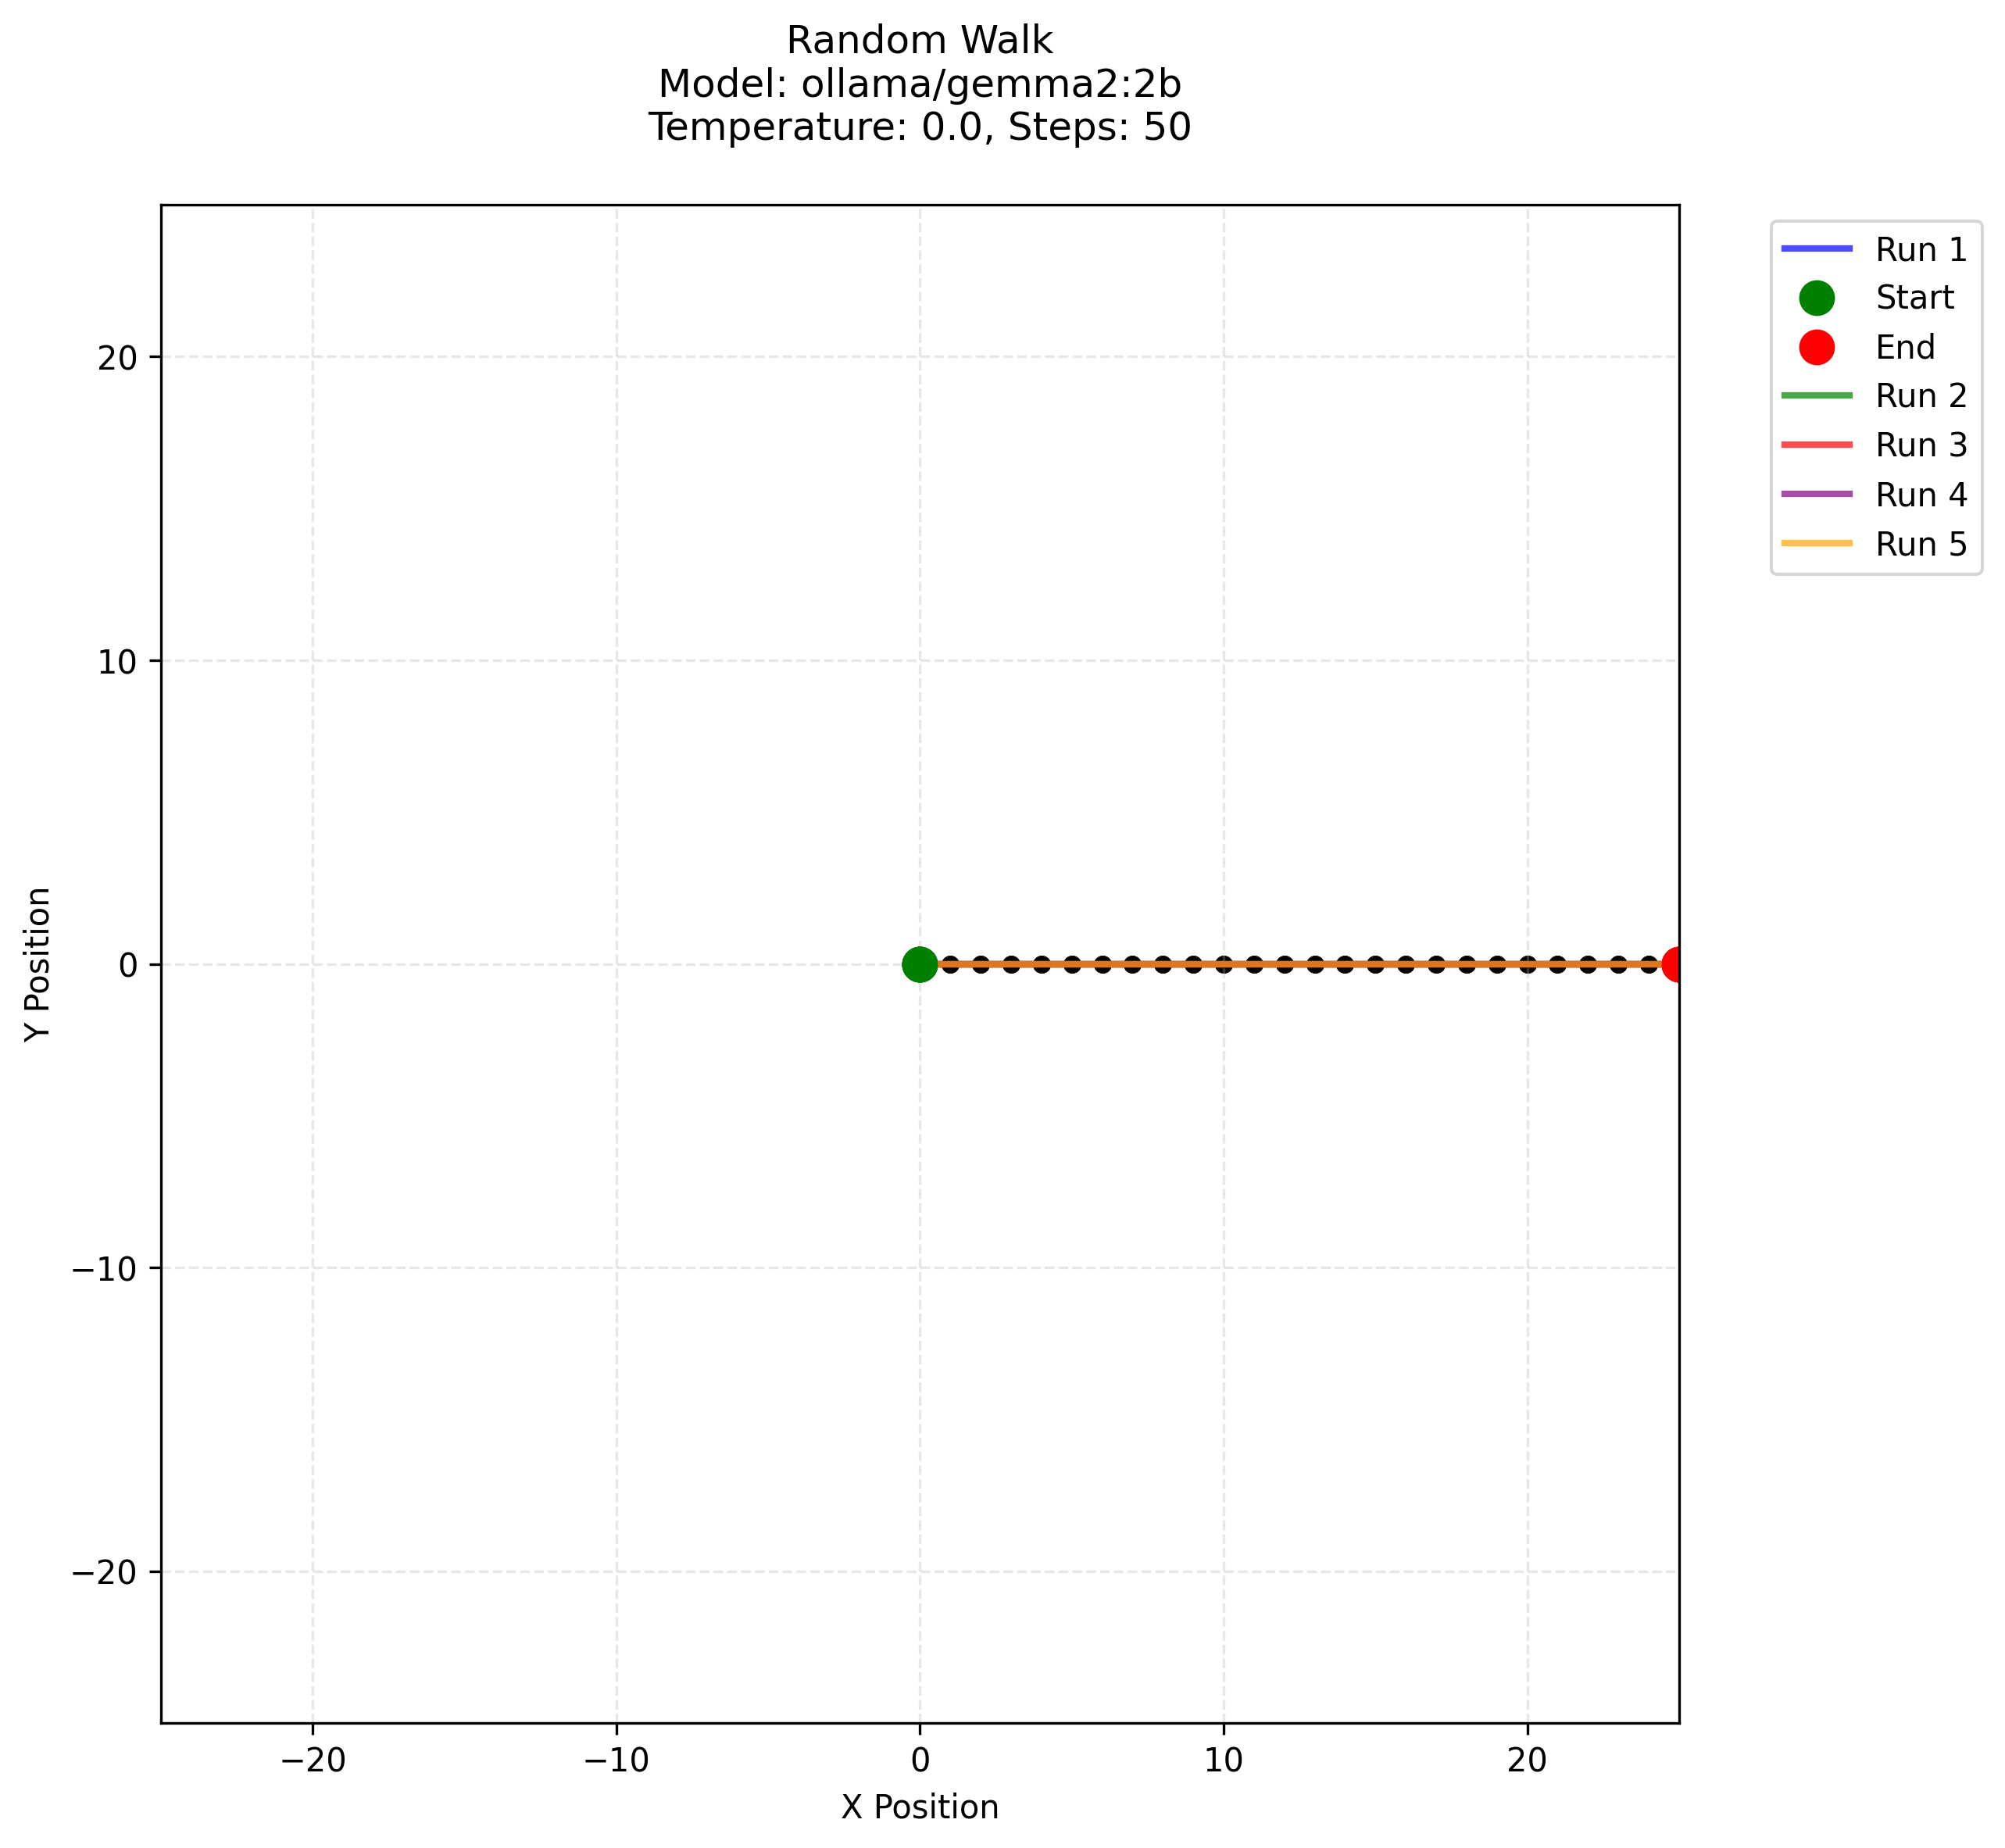 Random Walk
Model: ollama/gemma2:2b
Temperature: 0.0, Steps: 50
Run 1
Start
End
Run 2
Run 3
Run 4
Run 5
20
10
0
−10
−20
Y Position
−20
−10
0
10
20
X Position